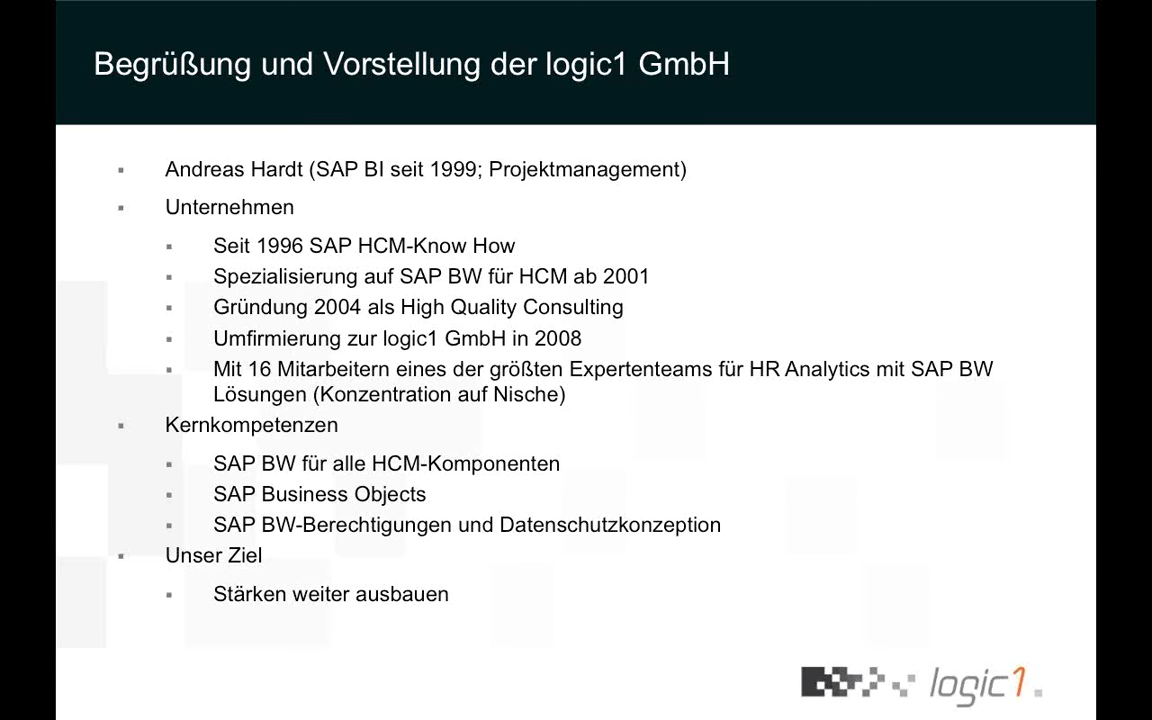 Begrüßung und Vorstellung der logic1 GmbH
Andreas Hardt (SAP BI seit 1999; Projektmanagement)
Unternehmen
Seit 1996 SAP HCM-Know How
Spezialisierung auf SAP BW für HCM ab 2001
Gründung 2004 als High Quality Consulting
Umfirmierung zur logic1 GmbH in 2008
Mit 16 Mitarbeitern eines der größten Expertenteams für HR Analytics mit SAP BW
Lösungen (Konzentration auf Nische)
Kernkompetenzen
SAP BW für alle HCM-Komponenten
SAP Business Objects
SAP BW-Berechtigungen und Datenschutzkonzeption
Unser Ziel
Stärken weiter ausbauen
logic1